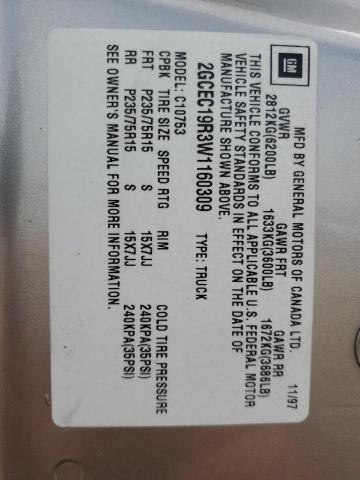 GM
MFD BY GENERAL MOTORS OF CANADA LTD. 11/97
GVWR GAWR FRT GAWR RR
2812KG(6200LB) 1633KG(3600LB) 1672KG(3686LB)
THIS VEHICLE CONFORMS TO ALL APPLICABLE U.S. FEDERAL MOTOR
VEHICLE SAFETY STANDARDS IN EFFECT ON THE DATE OF
MANUFACTURE SHOWN ABOVE.
2GCEC19R3W1160309 TYPE: TRUCK
MODEL: C10753
CPBK TIRE SIZE SPEED RTG RIM COLD TIRE PRESSURE
FRT P235/75R15 S 15X7JJ 240KPA(35PSI)
RR P235/75R15 S 15X7JJ 240KPA(35PSI)
SEE OWNER'S MANUAL FOR MORE INFORMATION.